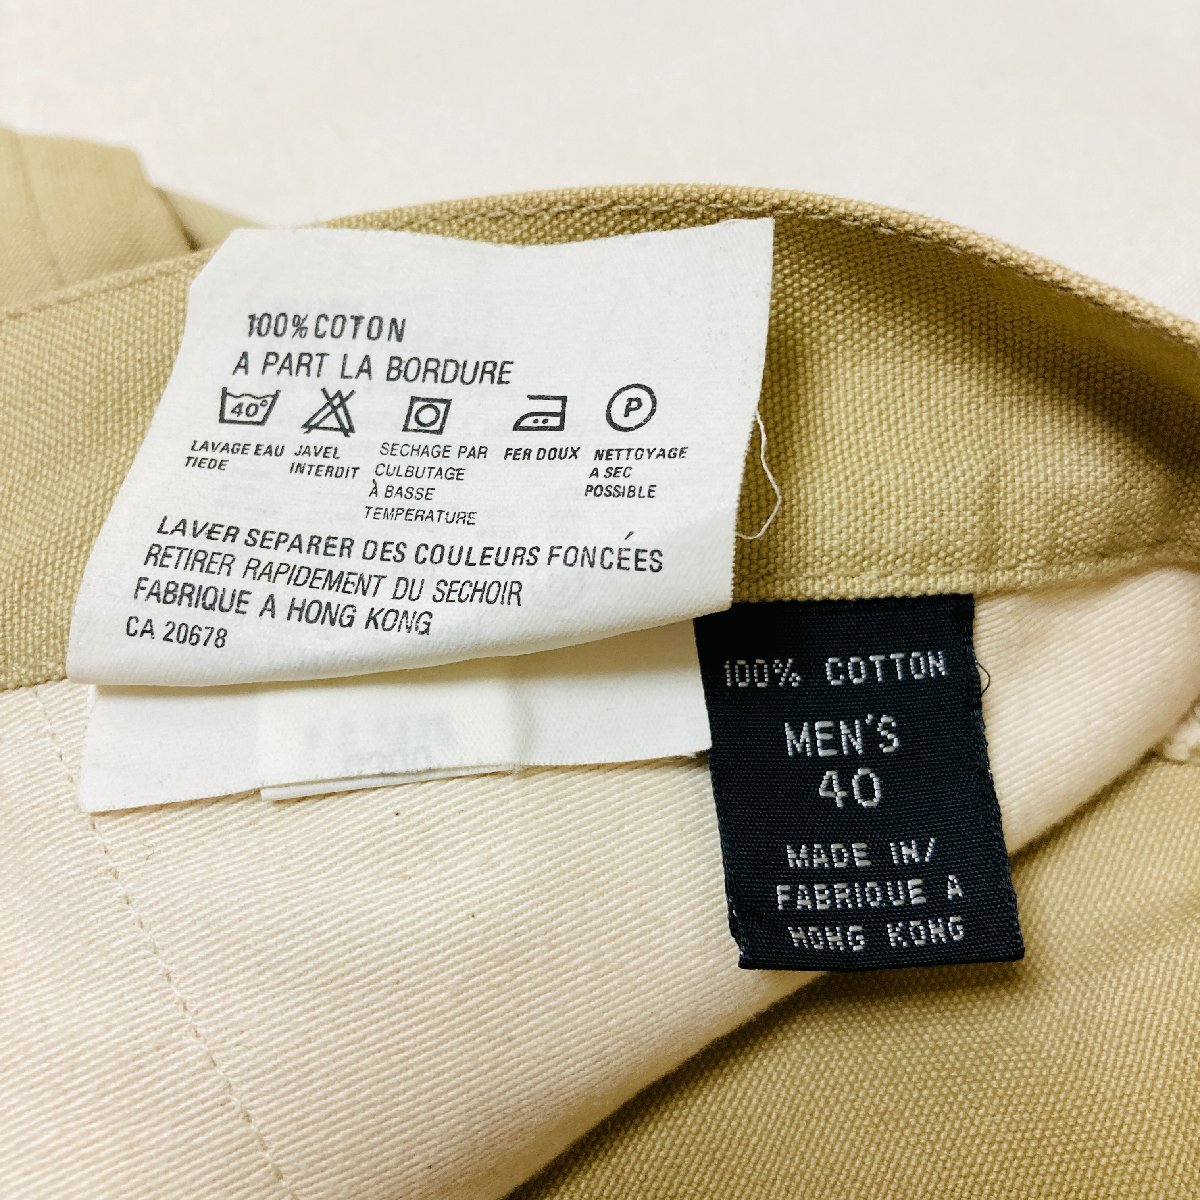 100% COTON
A PART LA BORDURE
40°
P
LAVAGE EAU TIEDE
JAVEL INTERDIT
SECHAGE PAR CULBUTAGE À BASSE TEMPERATURE
FER DOUX
NETTOYAGE A SEC POSSIBLE
LAVER SEPARER DES COULEURS FONCÉES
RETIRER RAPIDEMENT DU SECHOIR
FABRIQUE A HONG KONG
CA 20678
100% COTTON
MEN'S
40
MADE IN/
FABRIQUE A
HONG KONG